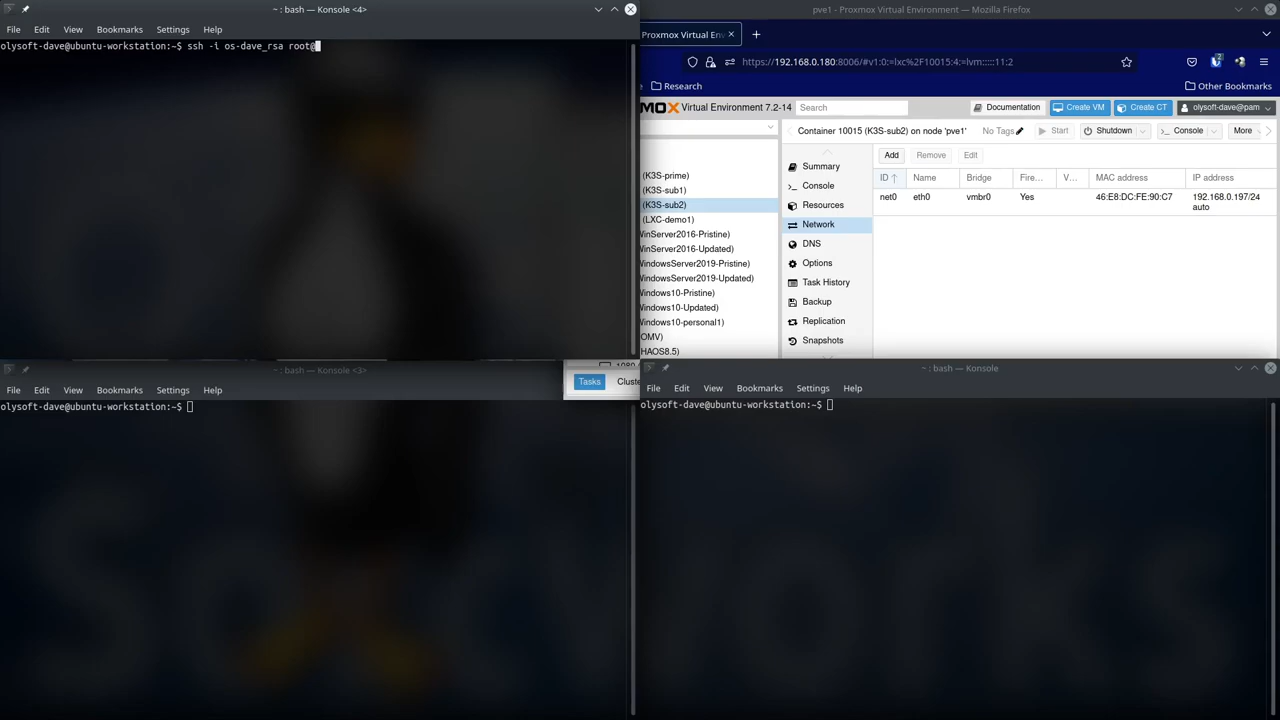 ~ : bash — Konsole <4>
File Edit View Bookmarks Settings Help
olysoft-dave@ubuntu-workstation:~$ ssh -i os-dave_rsa root@
pve1 - Proxmox Virtual Environment — Mozilla Firefox
Proxmox Virtual En
https://192.168.0.180:8006/#v1:0:=lxc%2F10015:4:=lvm:::::11:2
Research
Other Bookmarks
MOX Virtual Environment 7.2-14 Search Documentation Create VM Create CT olysoft-dave@pam
Container 10015 (K3S-sub2) on node 'pve1' No Tags Start Shutdown Console More
(K3S-prime)
(K3S-sub1)
(K3S-sub2)
(LXC-demo1)
WinServer2016-Pristine)
WinServer2016-Updated)
WindowsServer2019-Pristine)
WindowsServer2019-Updated)
Windows10-Pristine)
Windows10-Updated)
Windows10-personal1)
OMV)
HAOS8.5)
Summary
Console
Resources
Network
DNS
Options
Task History
Backup
Replication
Snapshots
Add Remove Edit
ID Name Bridge Fire... V... MAC address IP address
net0 eth0 vmbr0 Yes 46:E8:DC:FE:90:C7 192.168.0.197/24
auto
~ : bash — Konsole <3>
File Edit View Bookmarks Settings Help
Tasks Cluste
olysoft-dave@ubuntu-workstation:~$
~ : bash — Konsole
File Edit View Bookmarks Settings Help
olysoft-dave@ubuntu-workstation:~$